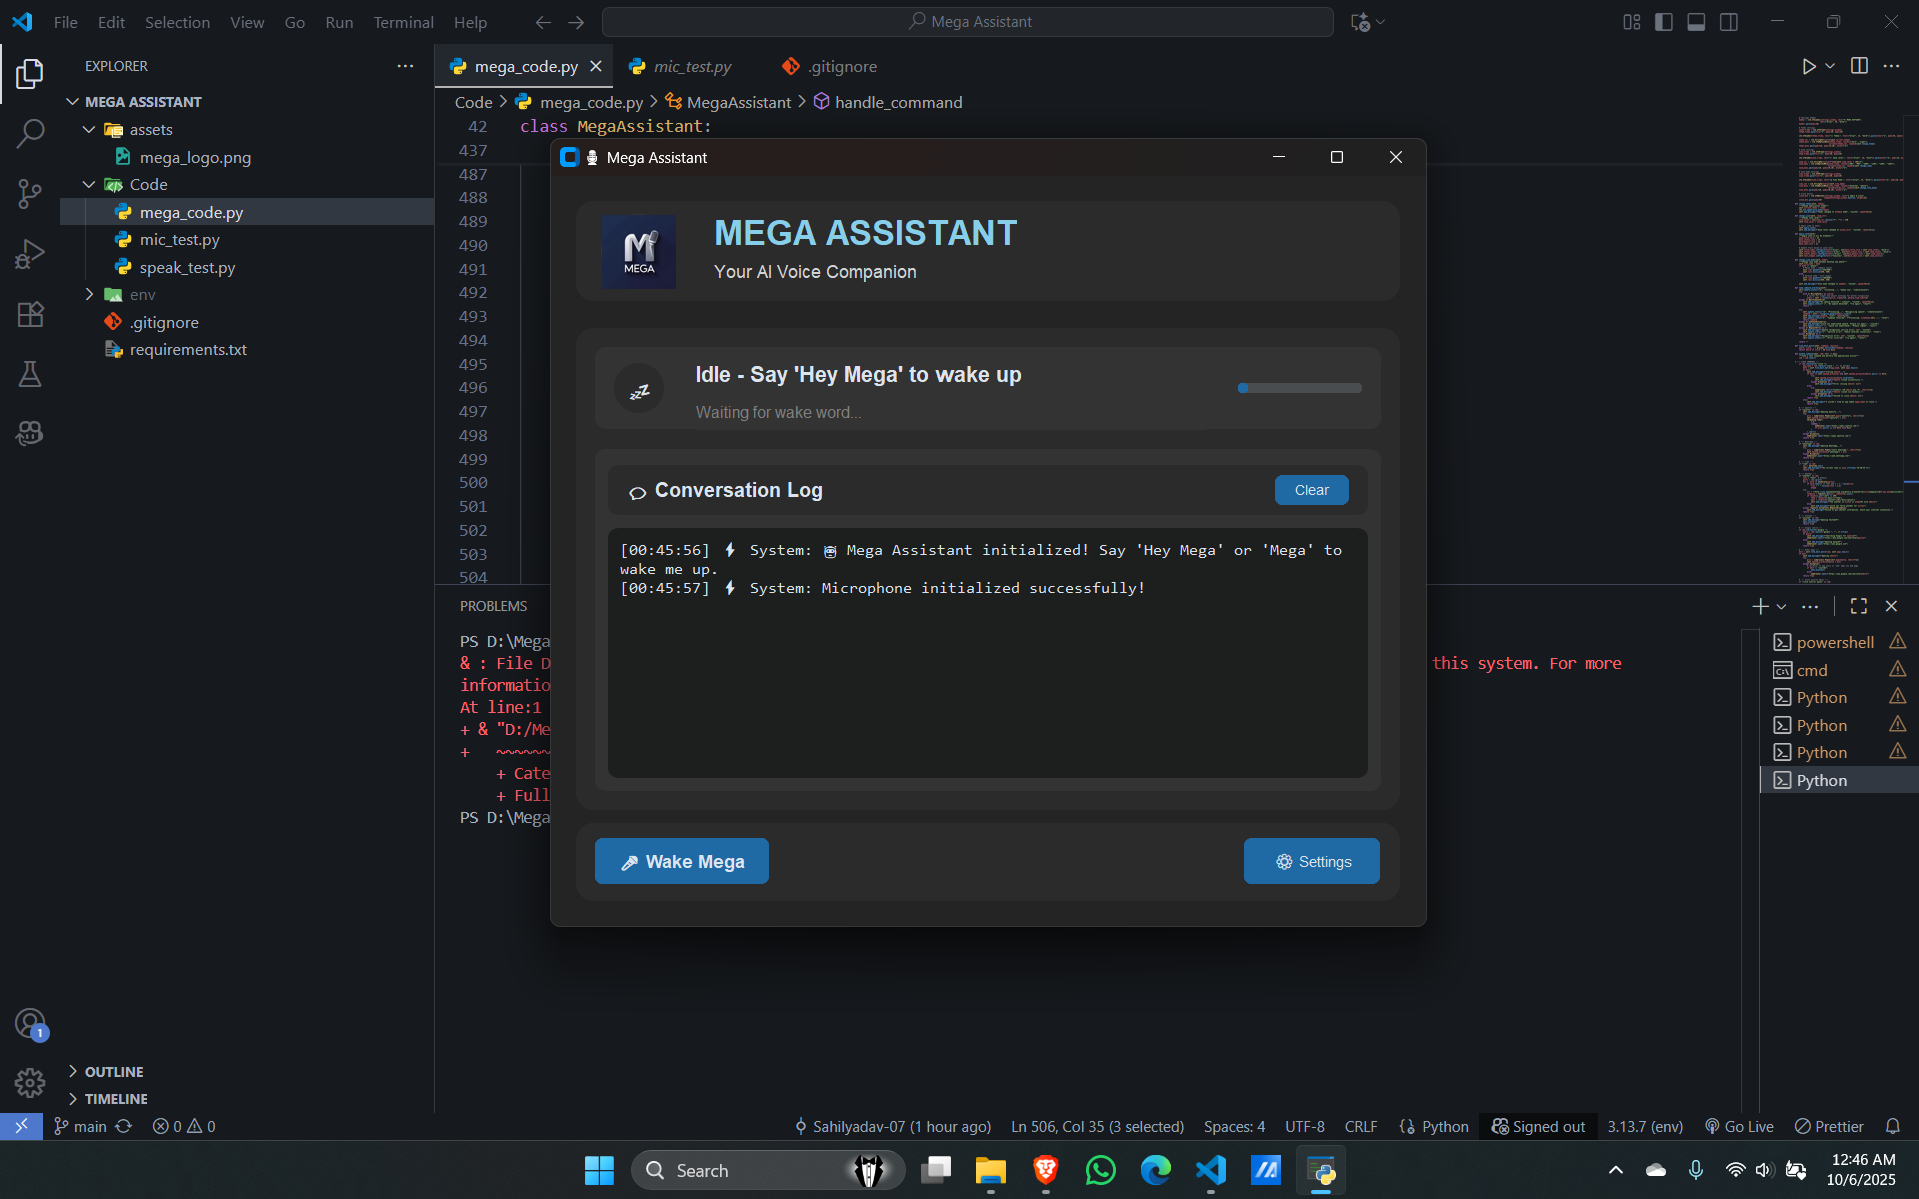 File Edit Selection View Go Run Terminal Help
Mega Assistant
EXPLORER
MEGA ASSISTANT
assets
mega_logo.png
Code
mega_code.py
mic_test.py
speak_test.py
env
.gitignore
requirements.txt
OUTLINE
TIMELINE
mega_code.py mic_test.py .gitignore
Code > mega_code.py > MegaAssistant > handle_command
42 class MegaAssistant:
437
487
488
489
490
491
492
493
494
495
496
497
498
499
500
501
502
503
504
Mega Assistant
M
MEGA
MEGA ASSISTANT
Your AI Voice Companion
Idle - Say 'Hey Mega' to wake up
Waiting for wake word...
Conversation Log
Clear
[00:45:56] ⚡ System: 🤖 Mega Assistant initialized! Say 'Hey Mega' or 'Mega' to
wake me up.
[00:45:57] ⚡ System: Microphone initialized successfully!
Wake Mega
Settings
PROBLEMS
PS D:\Mega
& : File D
this system. For more
informatio
At line:1
+ & "D:/Me
+ ~~~~~~
+ Cate
+ Full
PS D:\Mega
powershell
cmd
Python
Python
Python
Python
1
main 0 0
Sahilyadav-07 (1 hour ago) Ln 506, Col 35 (3 selected) Spaces: 4 UTF-8 CRLF Python Signed out 3.13.7 (env) Go Live Prettier
Search
12:46 AM
10/6/2025